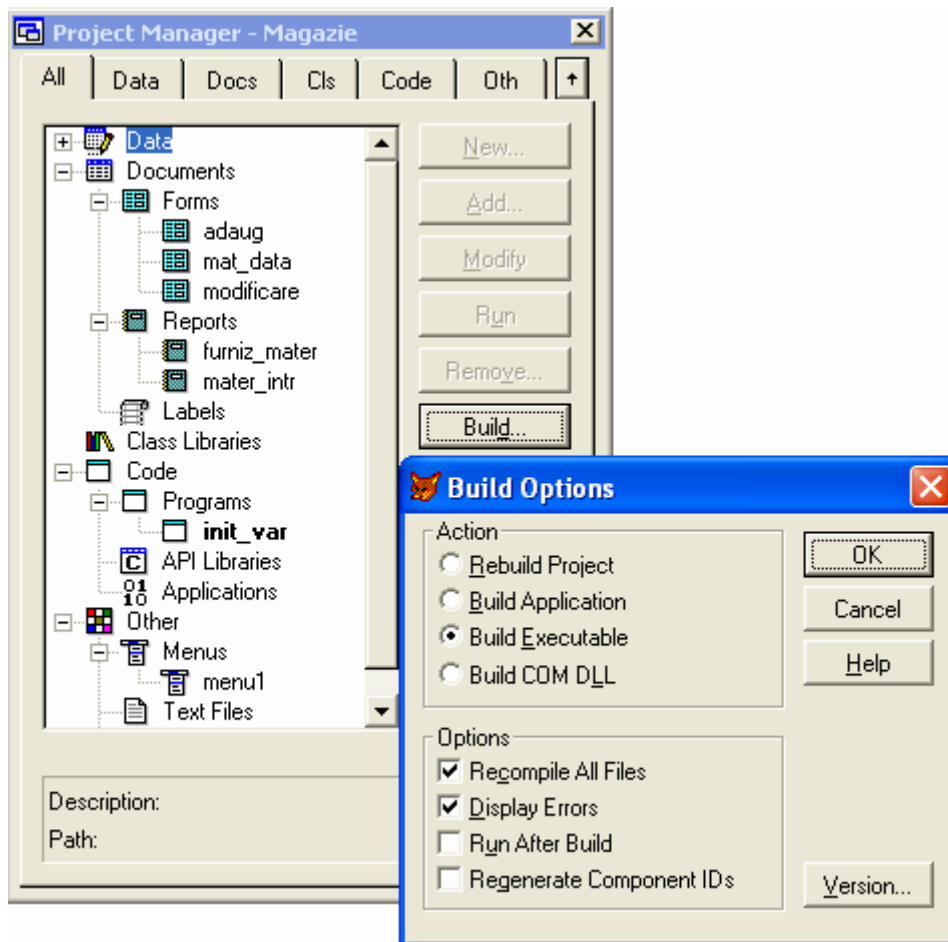 Project Manager - Magazie
All Data Docs Cls Code Oth
Data
Documents
Forms
adaug
mat_data
modificare
Reports
furniz_mater
mater_intr
Labels
Class Libraries
Code
Programs
init_var
API Libraries
Applications
Other
Menus
menu1
Text Files
New...
Add...
Modify
Run
Remove...
Build...
Description:
Path:
Build Options
Action
Rebuild Project
Build Application
Build Executable
Build COM DLL
Options
Recompile All Files
Display Errors
Run After Build
Regenerate Component IDs
OK
Cancel
Help
Version...